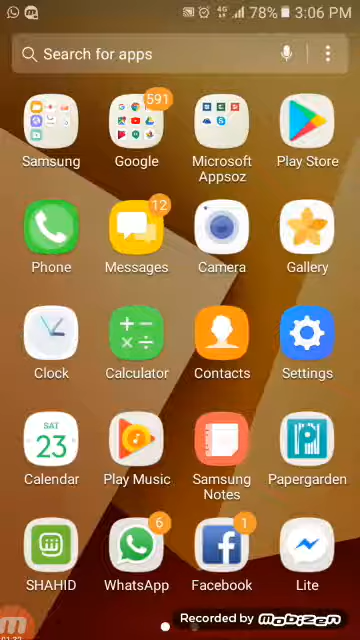 78% 3:06 PM
Search for apps
591
Samsung
Google
Microsoft
Appsoz
Play Store
12
Phone
Messages
Camera
Gallery
Clock
Calculator
Contacts
Settings
SAT
23
Calendar
Play Music
Samsung
Notes
Papergarden
6
1
SHAHID
WhatsApp
Facebook
Lite
Recorded by MOBIZEN